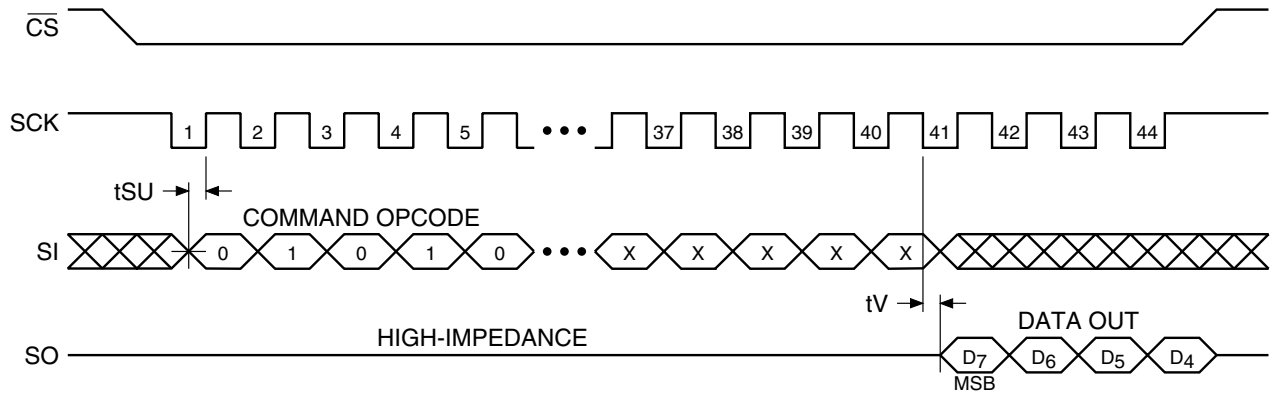 CS
SCK 1 2 3 4 5 ••• 37 38 39 40 41 42 43 44
tSU
COMMAND OPCODE
SI 0 1 0 1 0 ••• X X X X X
tV
HIGH-IMPEDANCE DATA OUT
SO D7 D6 D5 D4
MSB